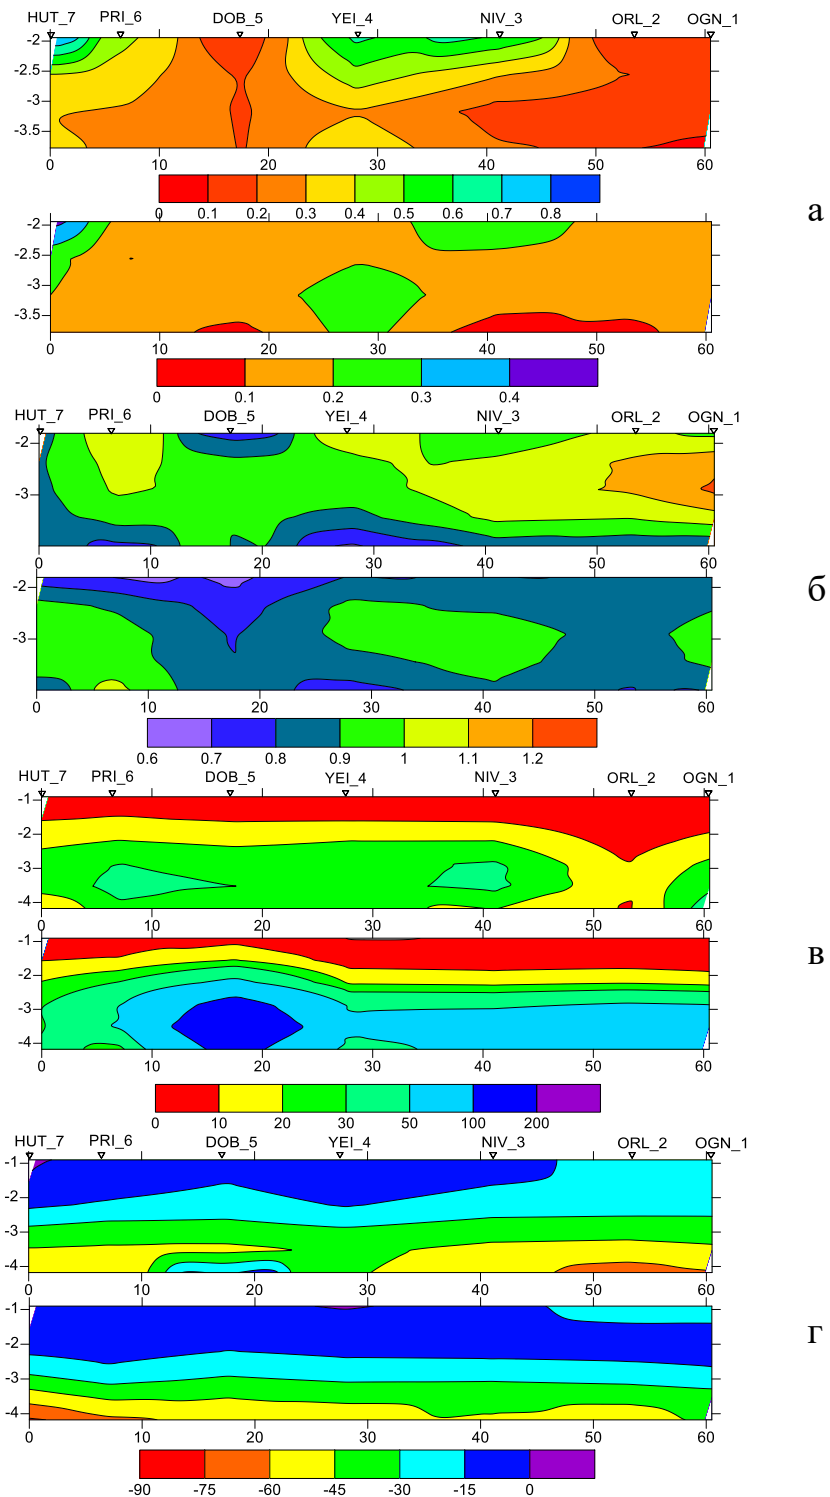 HUT_7 PRI_6 DOB_5 YEI_4 NIV_3 ORL_2 OGN_1
-2
-2.5
-3
-3.5
0 10 20 30 40 50 60
0 0.1 0.2 0.3 0.4 0.5 0.6 0.7 0.8
а
-2
-2.5
-3
-3.5
0 10 20 30 40 50 60
0 0.1 0.2 0.3 0.4
HUT_7 PRI_6 DOB_5 YEI_4 NIV_3 ORL_2 OGN_1
-2
-3
0 10 20 30 40 50 60
б
-2
-3
0 10 20 30 40 50 60
0.6 0.7 0.8 0.9 1 1.1 1.2
HUT_7 PRI_6 DOB_5 YEI_4 NIV_3 ORL_2 OGN_1
-1
-2
-3
-4
0 10 20 30 40 50 60
в
-1
-2
-3
-4
0 10 20 30 40 50 60
0 10 20 30 50 100 200
HUT_7 PRI_6 DOB_5 YEI_4 NIV_3 ORL_2 OGN_1
-1
-2
-3
-4
0 10 20 30 40 50 60
г
-1
-2
-3
-4
0 10 20 30 40 50 60
-90 -75 -60 -45 -30 -15 0